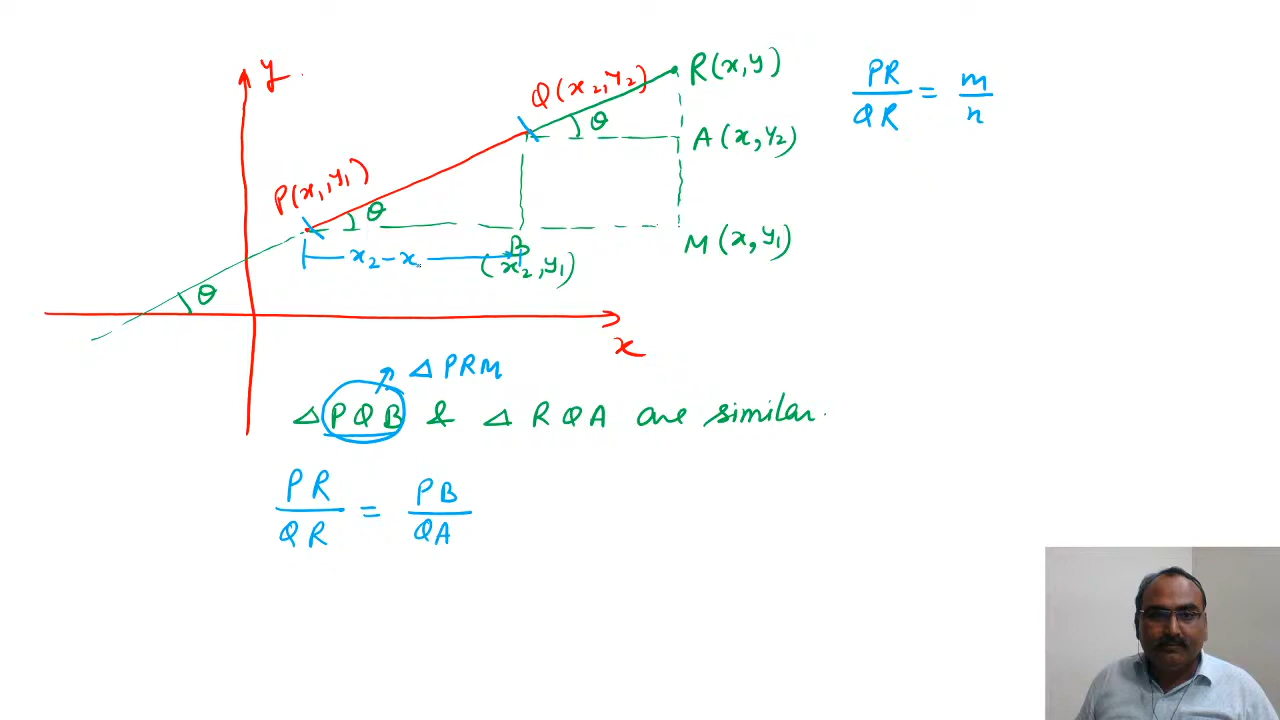 y
Q(x₂,y₂)
R(x,y)
PR/QR = m/n
θ
A(x,y₂)
P(x₁,y₁)
θ
B
M(x,y₁)
x₂-x
(x₂,y₁)
θ
x
Δ PRM
Δ PQB & Δ RQA are similar.
PR/QR = PB/QA